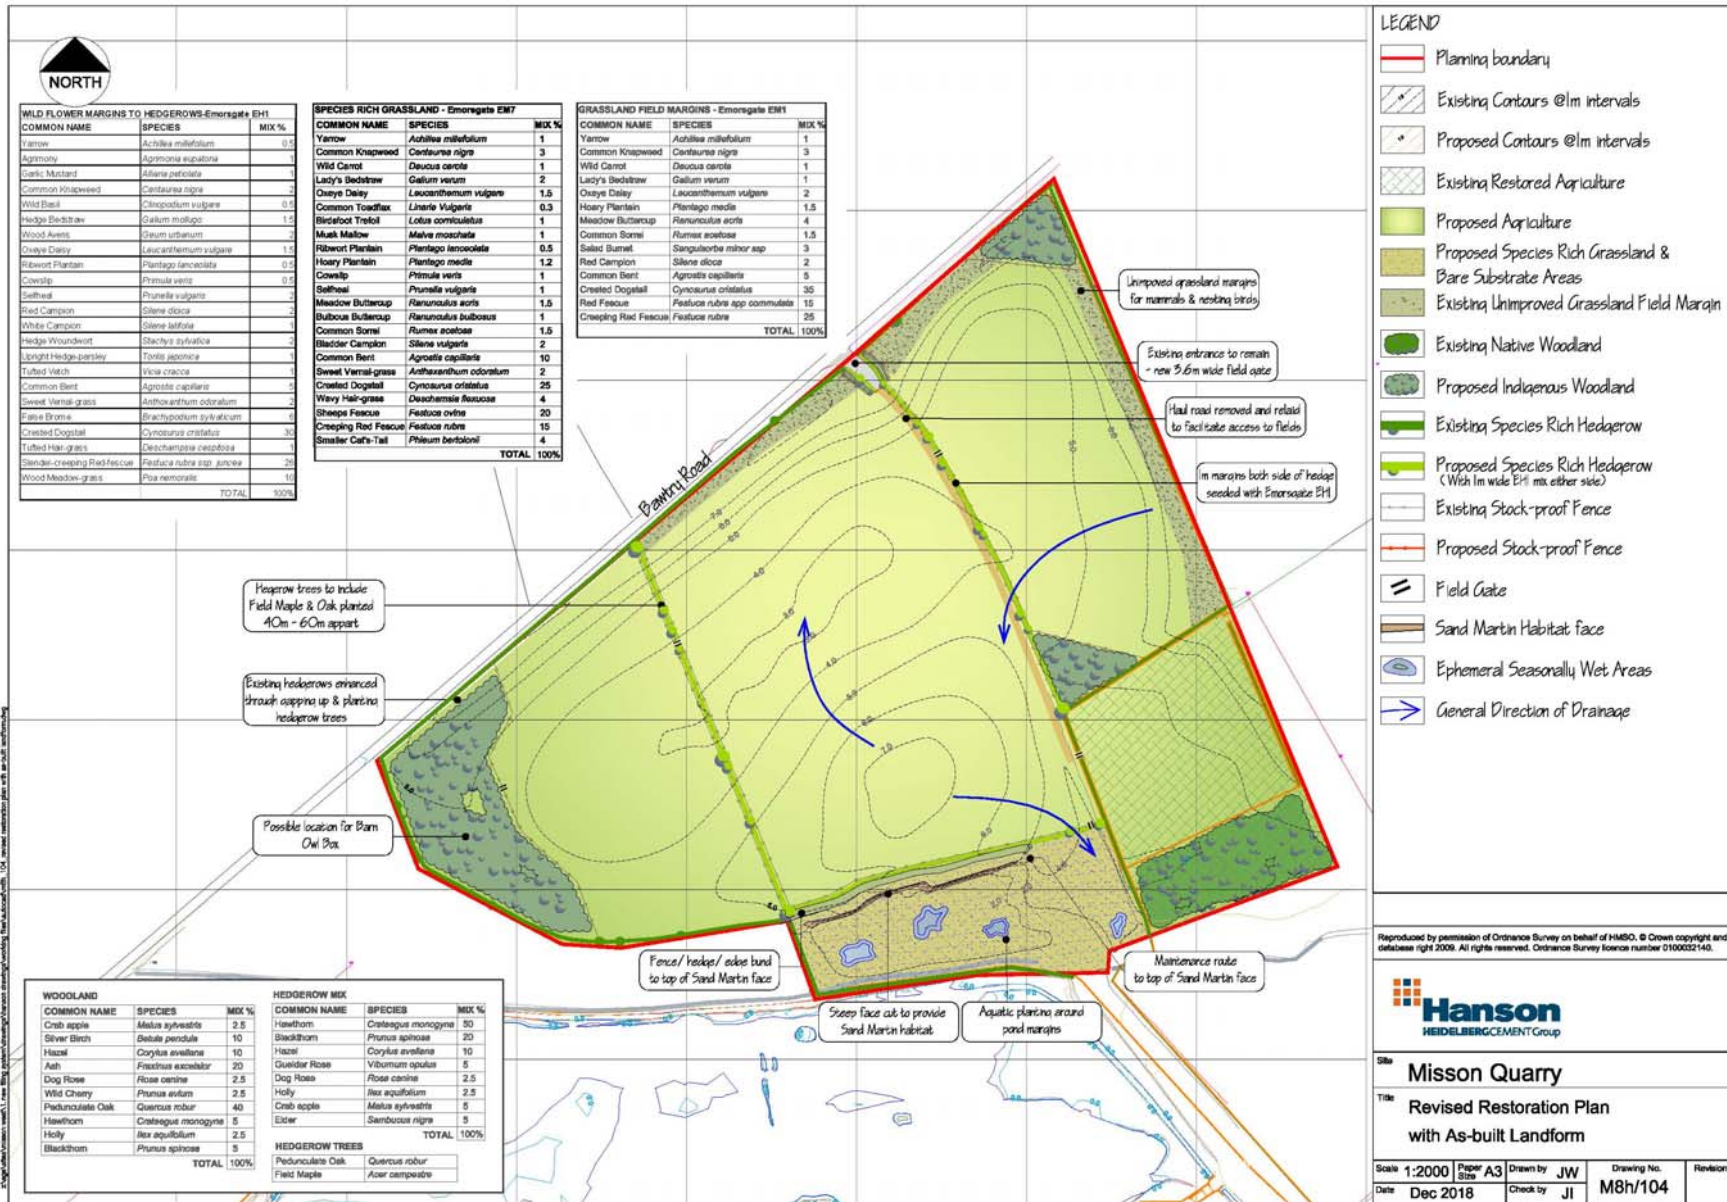 NORTH
WILD FLOWER MARGINS TO HEDGEROWS-Emorsgate EH1
COMMON NAME SPECIES MIX %
Yarrow Achillea millefolium 0.5
Agrimony Agrimonia eupatoria 1
Garlic Mustard Alliaria petiolata 1
Common Knapweed Centaurea nigra 2
Wild Basil Clinopodium vulgare 0.5
Hedge Bedstraw Galium mollugo 1.5
Wood Avens Geum urbanum 2
Oxeye Daisy Leucanthemum vulgare 1.5
Ribwort Plantain Plantago lanceolata 0.5
Cowslip Primula veris 0.5
Selfheal Prunella vulgaris 2
Red Campion Silene dioica 2
White Campion Silene latifolia 1
Hedge Woundwort Stachys sylvatica 2
Upright Hedge-parsley Torilis japonica 1
Tufted Vetch Vicia cracca 1
Common Bent Agrostis capillaris 5
Sweet Vernal-grass Anthoxanthum odoratum 2
False Brome Brachypodium sylvaticum 6
Crested Dogstail Cynosurus cristatus 30
Tufted Hair-grass Deschampsia cespitosa 1
Slender-creeping Red-fescue Festuca rubra ssp. juncea 26
Wood Meadow-grass Poa nemoralis 10
TOTAL 100%
SPECIES RICH GRASSLAND - Emorsgate EM7
COMMON NAME SPECIES MIX %
Yarrow Achillea millefolium 1
Common Knapweed Centaurea nigra 3
Wild Carrot Daucus carota 1
Lady's Bedstraw Galium verum 2
Oxeye Daisy Leucanthemum vulgare 1.5
Common Toadflax Linaria Vulgaris 0.3
Birdsfoot Trefoil Lotus corniculatus 1
Musk Mallow Malva moschata 1
Ribwort Plantain Plantago lanceolata 0.5
Hoary Plantain Plantago media 1.2
Cowslip Primula veris 1
Selfheal Prunella vulgaris 1
Meadow Buttercup Ranunculus acris 1.5
Bulbous Buttercup Ranunculus bulbosus 1
Common Sorrel Rumex acetosa 1.5
Bladder Campion Silene vulgaris 2
Common Bent Agrostis capillaris 10
Sweet Vernal-grass Anthaxanthum odoratum 2
Crested Dogstail Cynosurus cristatus 25
Wavy Hair-grass Deschamsia flexuosa 4
Sheeps Fescue Festuca ovina 20
Creeping Red Fescue Festuca rubra 15
Smaller Cat's-Tail Phleum bertolonii 4
TOTAL 100%
GRASSLAND FIELD MARGINS - Emorsgate EM1
COMMON NAME SPECIES MIX %
Yarrow Achillea millefolium 1
Common Knapweed Centaurea nigra 3
Wild Carrot Daucus carota 1
Lady's Bedstraw Galium verum 1
Oxeye Daisy Leucanthemum vulgare 2
Hoary Plantain Plantago media 1.5
Meadow Buttercup Ranunculus acris 4
Common Sorrel Rumex acetosa 1.5
Salad Burnet Sanguisorba minor ssp 3
Red Campion Silene dioca 2
Common Bent Agrostis capillaris 5
Crested Dogstail Cynosurus cristatus 35
Red Fescue Festuca rubra spp commulata 15
Creeping Red Fescue Festuca rubra 25
TOTAL 100%
Unimpoved grassland margins
for mammals & nesting birds
Existing entrance to remain
- new 3.6m wide field gate
Haul road removed and relaid
to facilitate access to fields
1m margins both side of hedge
seeded with Emorsgate EH1
Bawtry Road
Hegerow trees to include
Field Maple & Oak planted
40m - 60m appart
Existing hedgerows enhanced
through gapping up & planting
hedgerow trees
Possible location for Barn
Owl Box
Fence/ hedge/ edge bund
to top of Sand Martin face
Steep face cut to provide
Sand Martin habitat
Aquatic planting around
pond margins
Maintenance route
to top of Sand Martin face
WOOODLAND
COMMON NAME SPECIES MIX %
Crab apple Malus sylvestris 2.5
Silver Birch Betula pendula 10
Hazel Corylus avellana 10
Ash Fraxinus excelsior 20
Dog Rose Rosa canina 2.5
Wild Cherry Prunus avium 2.5
Pedunculate Oak Quercus robur 40
Hawthorn Crataegus monogyna 5
Holly Ilex aquifolium 2.5
Blackthorn Prunus spinosa 5
TOTAL 100%
HEDGEROW MIX
COMMON NAME SPECIES MIX %
Hawthorn Crataegus monogyna 50
Blackthorn Prunus spinosa 20
Hazel Corylus avellana 10
Guelder Rose Viburnum opulus 5
Dog Rose Rosa canina 2.5
Holly Ilex aquifolium 2.5
Crab apple Malus sylvestris 5
Elder Sambucus nigra 5
TOTAL 100%
HEDGEROW TREES
Pedunculate Oak Quercus robur
Field Maple Acer campestre
LEGEND
Planning boundary
Existing Contours @1m intervals
Proposed Contours @1m intervals
Existing Restored Agriculture
Proposed Agriculture
Proposed Species Rich Grassland &
Bare Substrate Areas
Existing Unimproved Grassland Field Margin
Existing Native Woodland
Proposed Indigenous Woodland
Existing Species Rich Hedgerow
Proposed Species Rich Hedgerow
(With 1m wide EH1 mix either side)
Existing Stock-proof Fence
Proposed Stock-proof Fence
Field Gate
Sand Martin Habitat face
Ephemeral Seasonally Wet Areas
General Direction of Drainage
Reproduced by permission of Ordnance Survey on behalf of HMSO. © Crown copyright and
database right 2009. All rights reserved. Ordnance Survey licence number 0100032140.
Hanson
HEIDELBERGCEMENT Group
Site
Misson Quarry
Title
Revised Restoration Plan
with As-built Landform
Scale 1:2000 Paper Size A3 Drawn by JW Drawing No. Revision
Date Dec 2018 Check by JI M8h/104